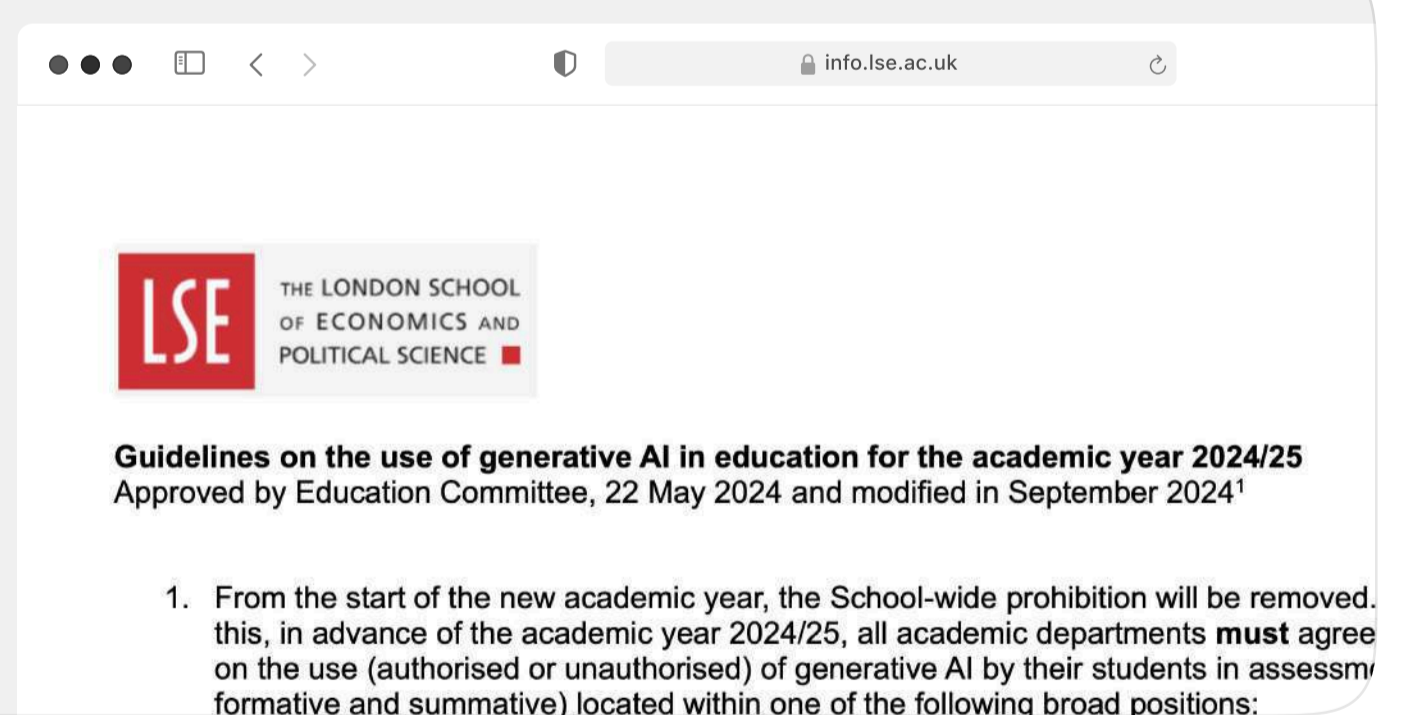 info.lse.ac.uk
LSE
THE LONDON SCHOOL
OF ECONOMICS AND
POLITICAL SCIENCE
Guidelines on the use of generative AI in education for the academic year 2024/25
Approved by Education Committee, 22 May 2024 and modified in September 2024¹
1. From the start of the new academic year, the School-wide prohibition will be removed.
this, in advance of the academic year 2024/25, all academic departments must agree
on the use (authorised or unauthorised) of generative AI by their students in
formative and summative) located within one of the following broad positions: